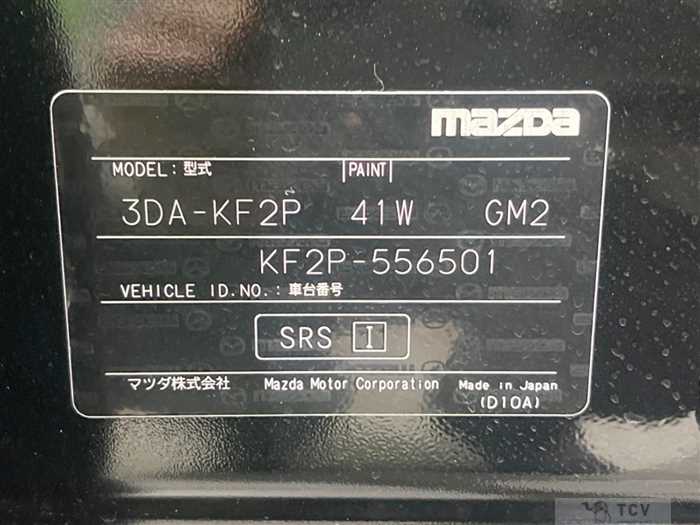 mazda
MODEL: 型式 PAINT
3DA-KF2P 41W GM2
KF2P-556501
VEHICLE ID.NO.: 車台番号
SRS I
マツダ株式会社 Mazda Motor Corporation Made in Japan
(D10A)
TCV